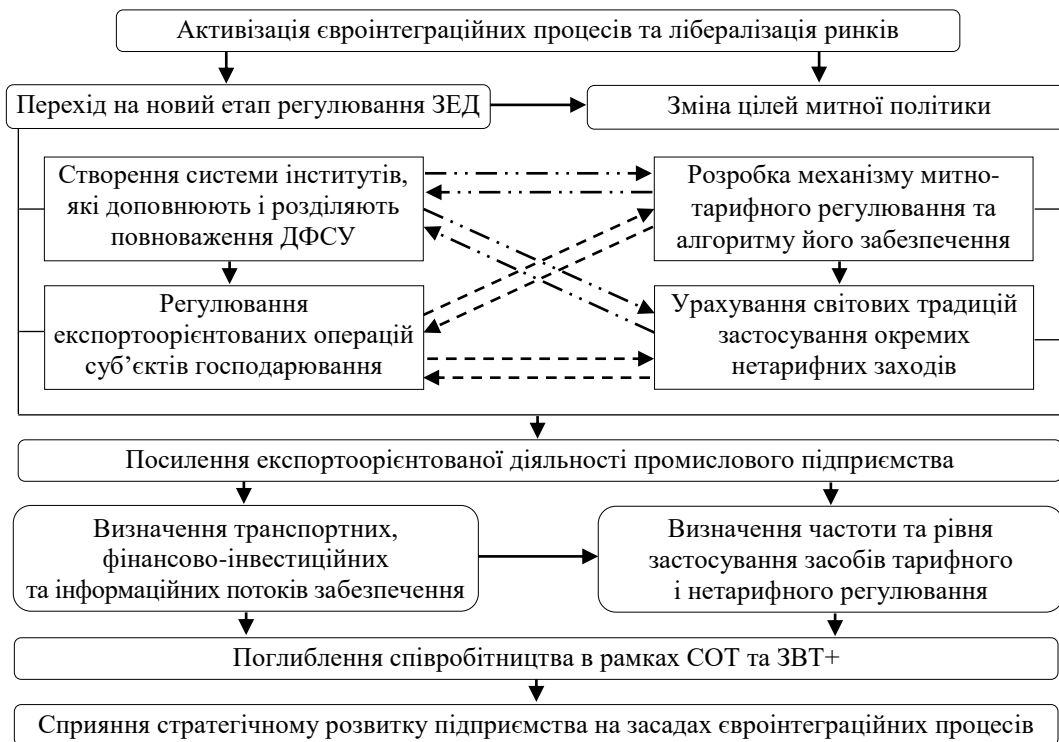 Активізація євроінтеграційних процесів та лібералізація ринків
Перехід на новий етап регулювання ЗЕД
Зміна цілей митної політики
Створення системи інститутів,
які доповнюють і розділяють
повноваження ДФСУ
Розробка механізму митно-
тарифного регулювання та
алгоритму його забезпечення
Регулювання
експортоорієнтованих операцій
суб’єктів господарювання
Урахування світових традицій
застосування окремих
нетарифних заходів
Посилення експортоорієнтованої діяльності промислового підприємства
Визначення транспортних,
фінансово-інвестиційних
та інформаційних потоків забезпечення
Визначення частоти та рівня
застосування засобів тарифного
і нетарифного регулювання
Поглиблення співробітництва в рамках СОТ та ЗВТ+
Сприяння стратегічному розвитку підприємства на засадах євроінтеграційних процесів